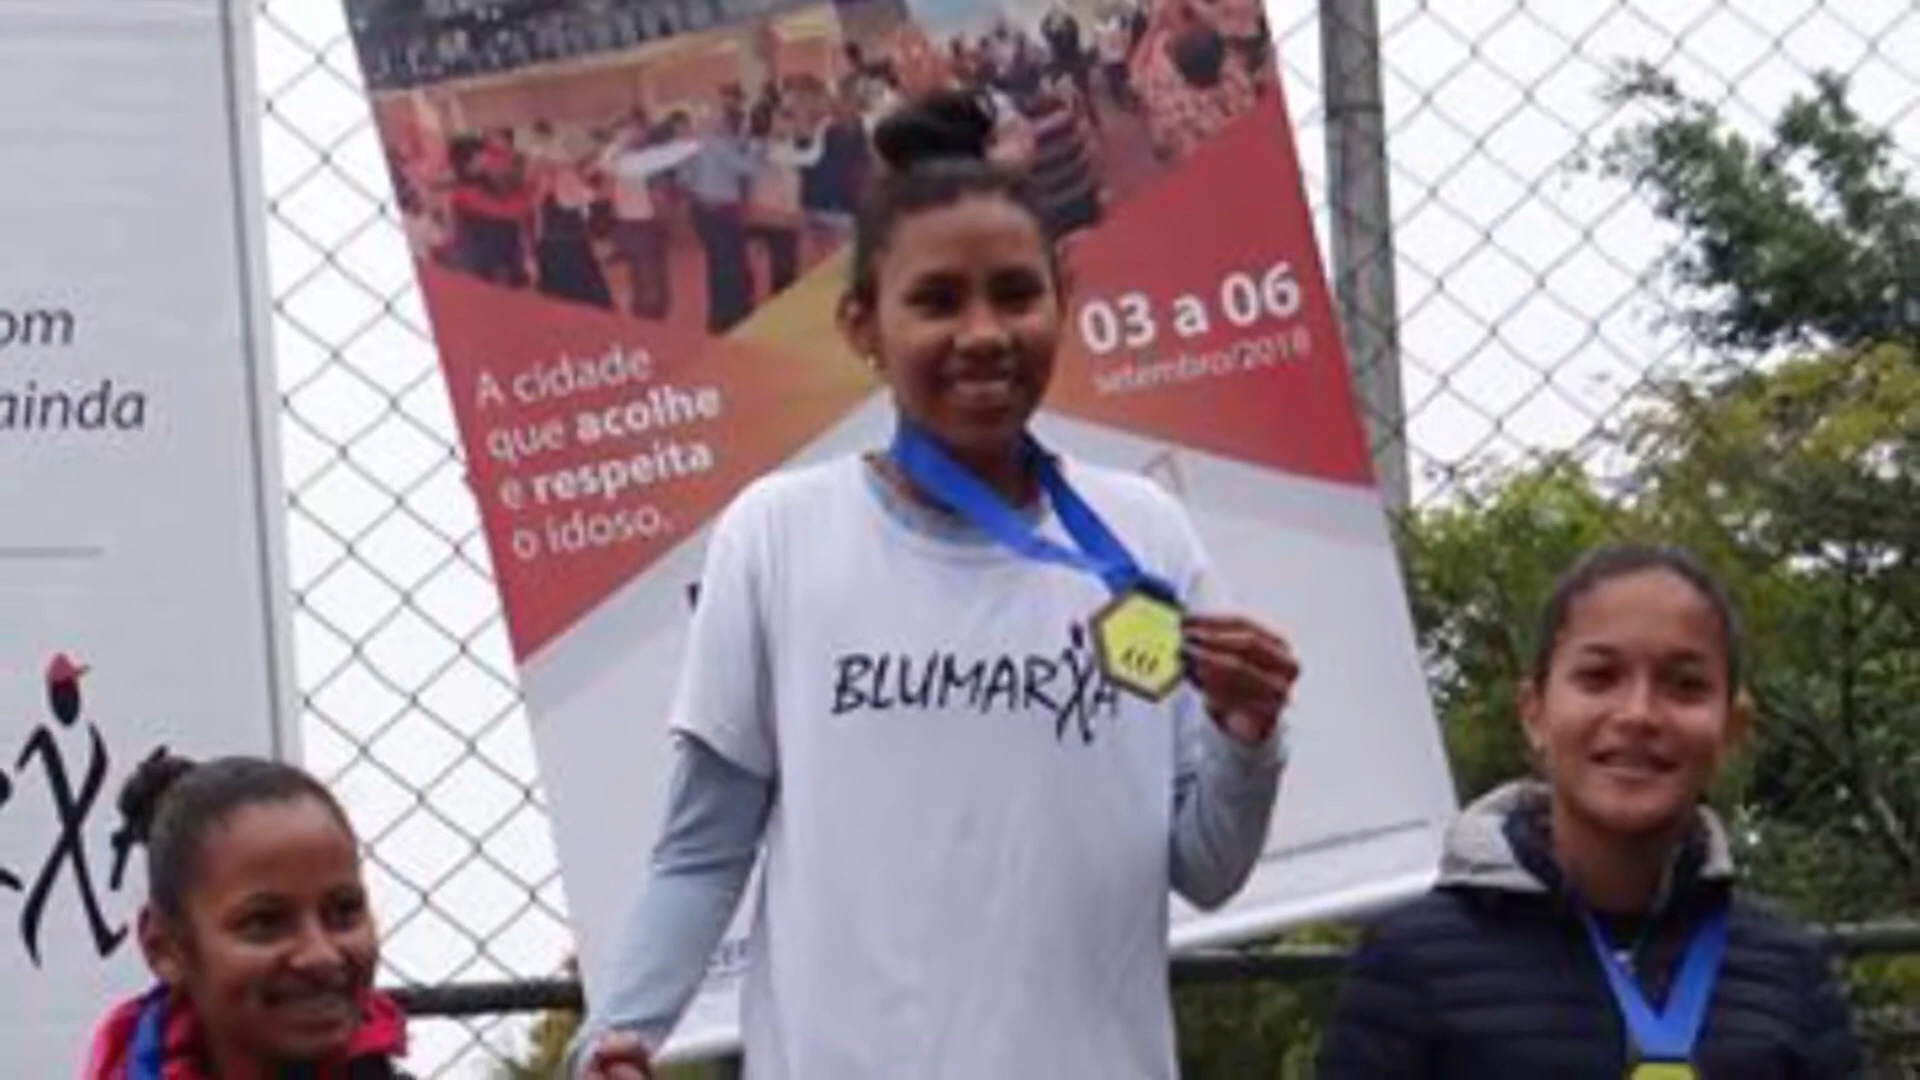 om
ainda
A cidade
que acolhe
e respeita
o idoso.
03 a 06
setembro/2018
BLUMARXA